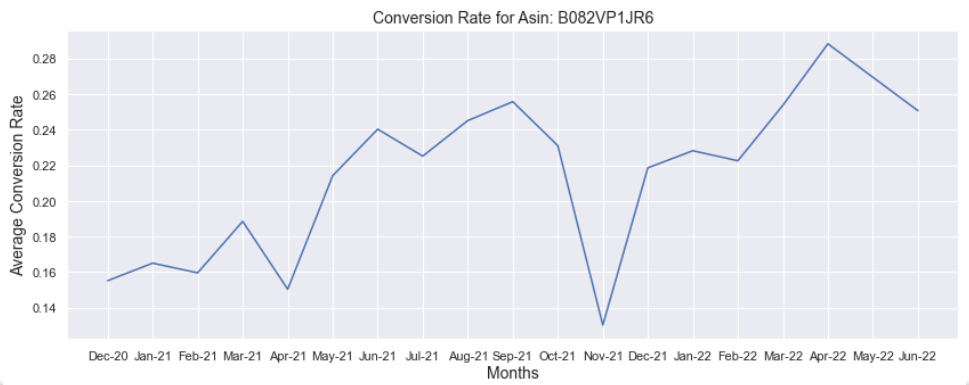 Conversion Rate for Asin: B082VP1JR6
Average Conversion Rate
0.28
0.26
0.24
0.22
0.20
0.18
0.16
0.14
Dec-20 Jan-21 Feb-21 Mar-21 Apr-21 May-21 Jun-21 Jul-21 Aug-21 Sep-21 Oct-21 Nov-21 Dec-21 Jan-22 Feb-22 Mar-22 Apr-22 May-22 Jun-22
Months